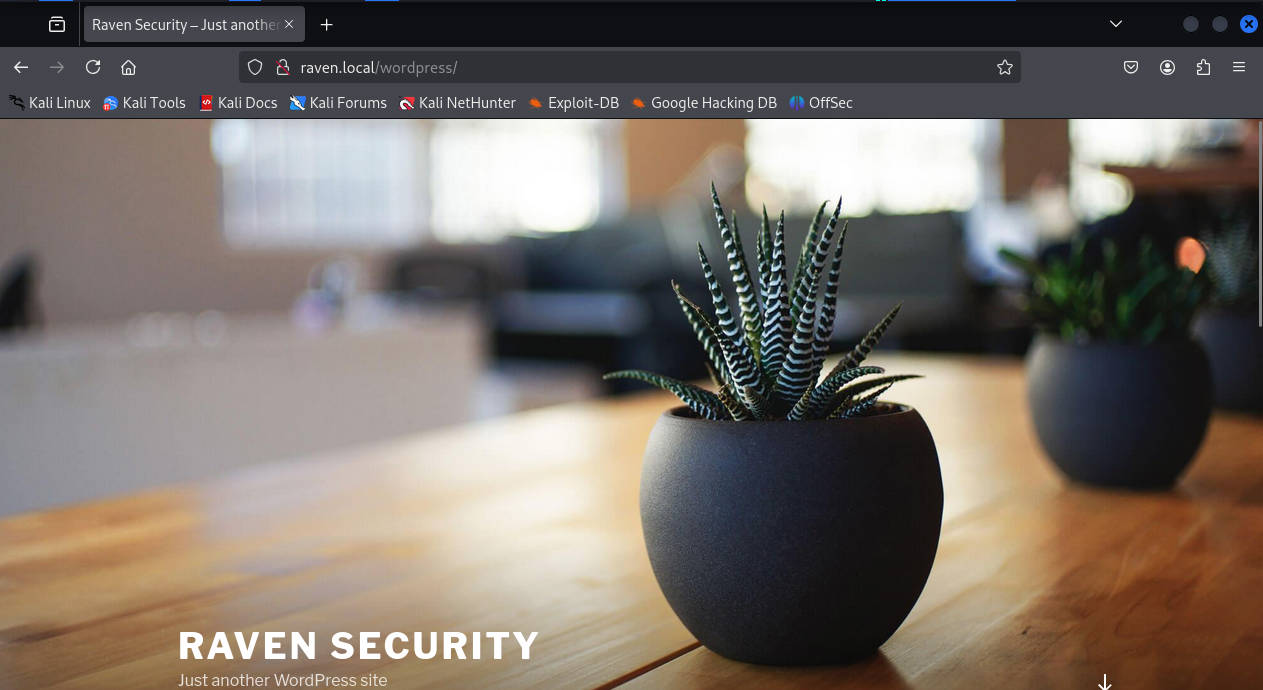 Raven Security – Just another
raven.local/wordpress/
Kali Linux Kali Tools Kali Docs Kali Forums Kali NetHunter Exploit-DB Google Hacking DB OffSec
RAVEN SECURITY
Just another WordPress site